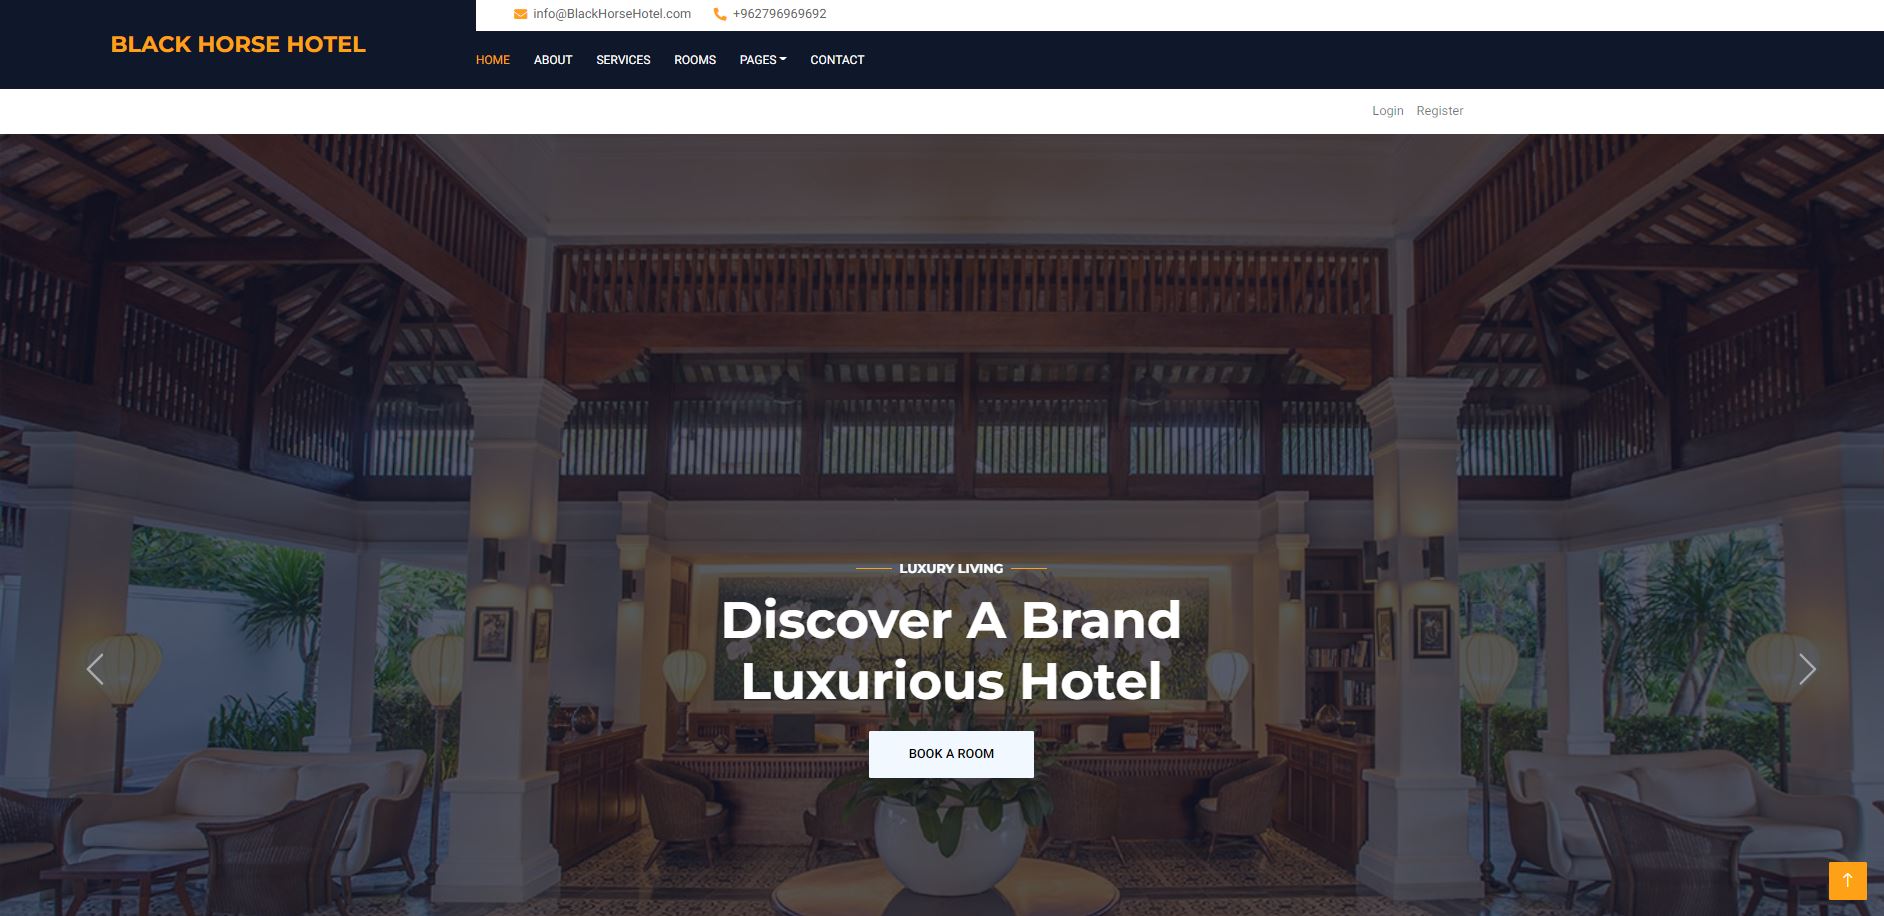 info@BlackHorseHotel.com +962796969692
BLACK HORSE HOTEL
HOME ABOUT SERVICES ROOMS PAGES CONTACT
Login Register
LUXURY LIVING
Discover A Brand
Luxurious Hotel
BOOK A ROOM